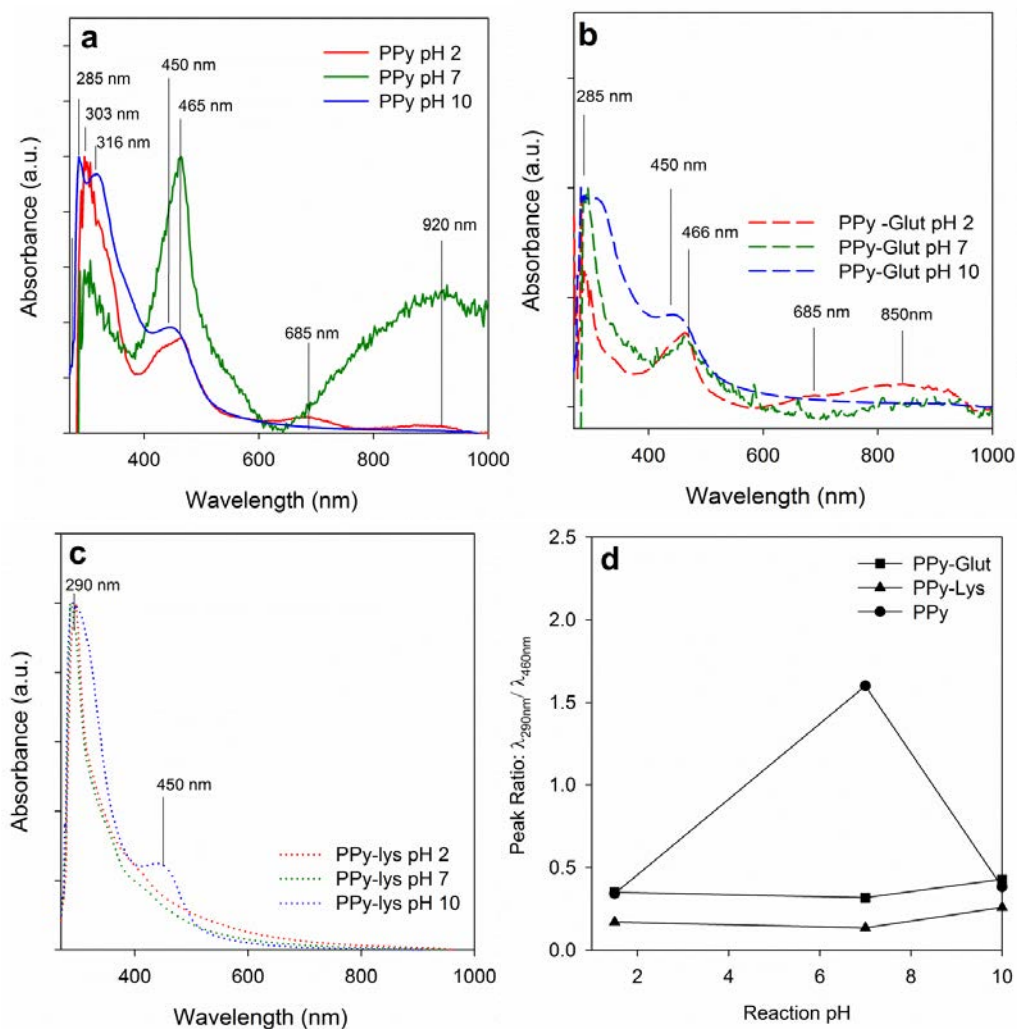 a
PPy pH 2
PPy pH 7
PPy pH 10
285 nm
303 nm
316 nm
450 nm
465 nm
685 nm
920 nm
Absorbance (a.u.)
400 600 800 1000
Wavelength (nm)
b
285 nm
450 nm
466 nm
PPy -Glut pH 2
PPy-Glut pH 7
PPy-Glut pH 10
685 nm
850nm
Absorbance (a.u.)
400 600 800 1000
Wavelength (nm)
c
290 nm
450 nm
PPy-lys pH 2
PPy-lys pH 7
PPy-lys pH 10
Absorbance (a.u.)
400 600 800 1000
Wavelength (nm)
d
PPy-Glut
PPy-Lys
PPy
2.5
2.0
1.5
1.0
0.5
0.0
Peak Ratio: λ290nm/ λ460nm
2 4 6 8 10
Reaction pH